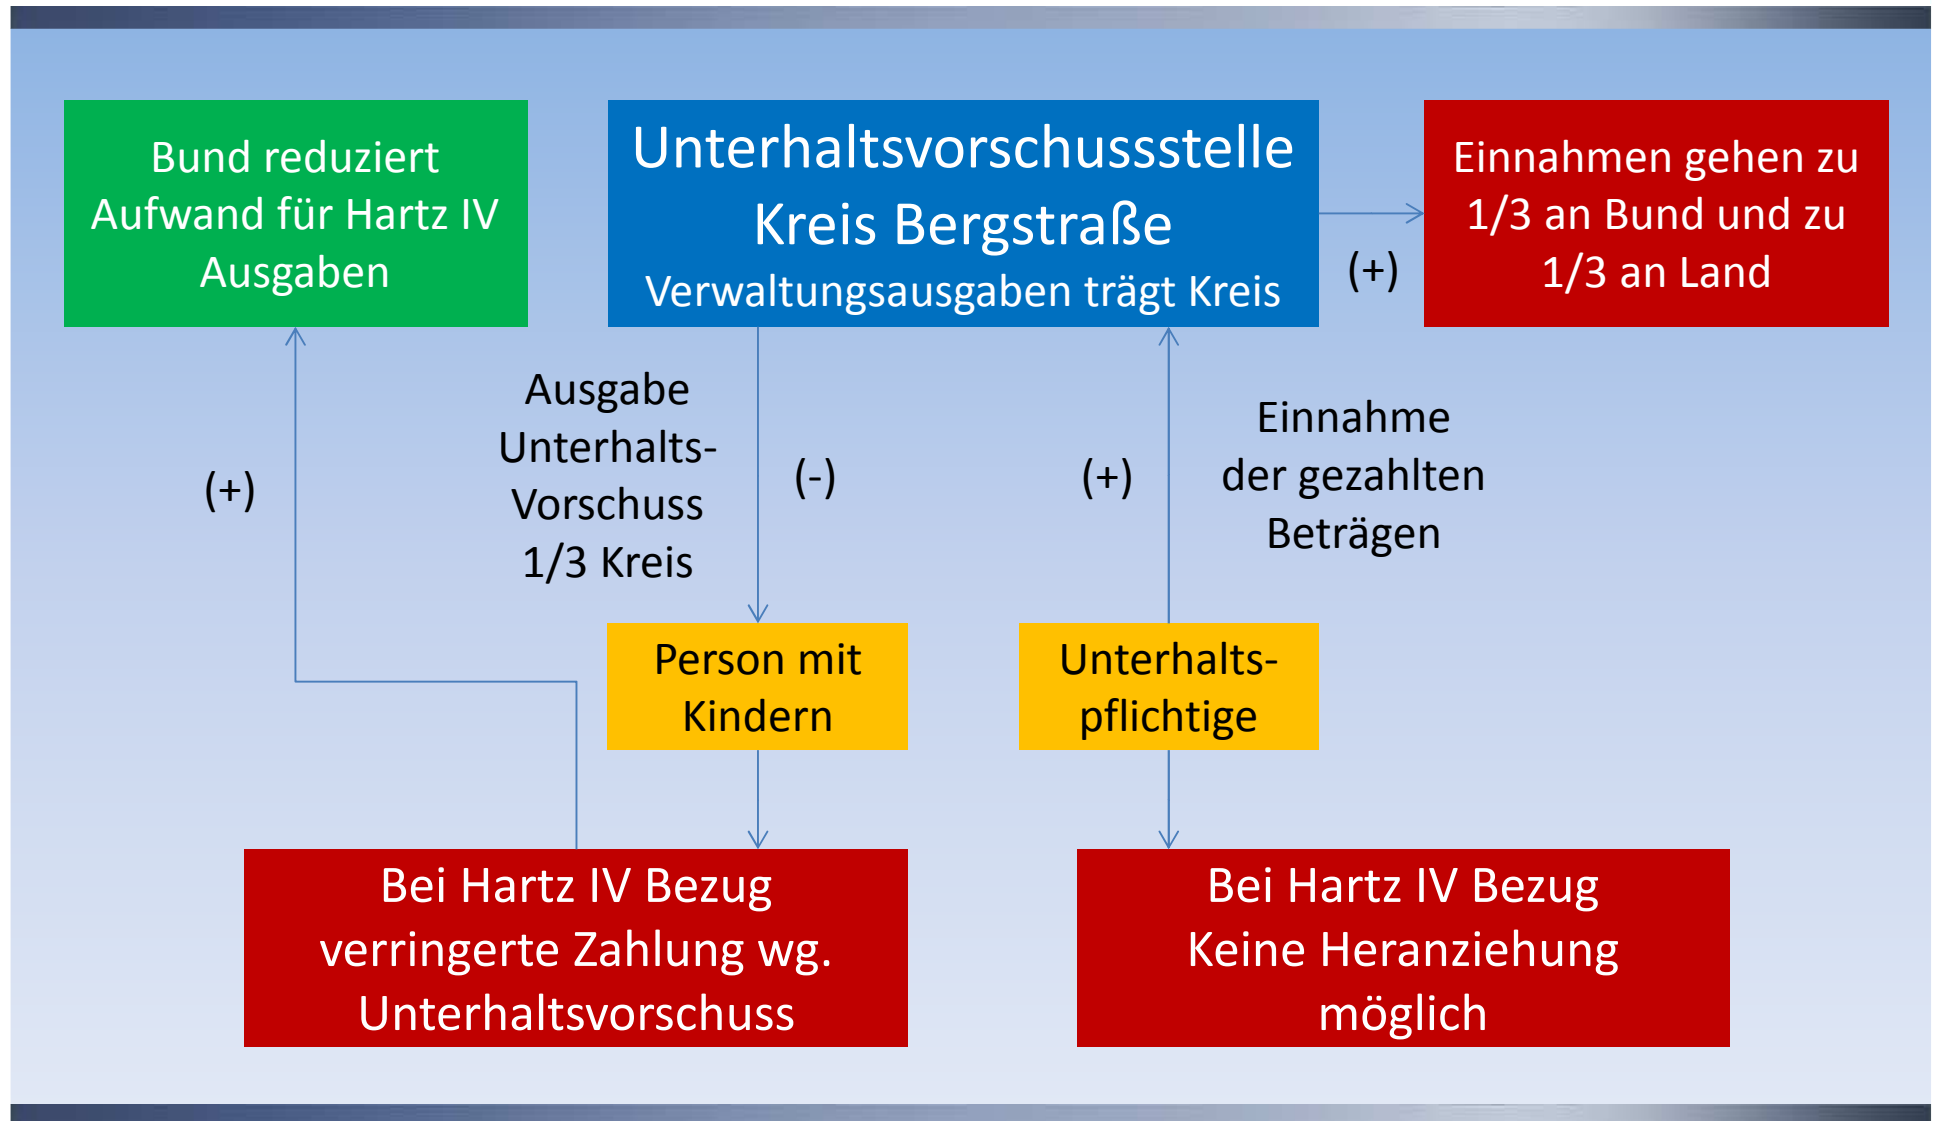 Bund reduziert
Aufwand für Hartz IV
Ausgaben
Unterhaltsvorschussstelle
Kreis Bergstraße
Verwaltungsausgaben trägt Kreis
Einnahmen gehen zu
1/3 an Bund und zu
1/3 an Land
(+)
Ausgabe
Unterhalts-
Vorschuss
1/3 Kreis
(+)
(-)
(+)
Einnahme
der gezahlten
Beträgen
Person mit
Kindern
Unterhalts-
pflichtige
Bei Hartz IV Bezug
verringerte Zahlung wg.
Unterhaltsvorschuss
Bei Hartz IV Bezug
Keine Heranziehung
möglich